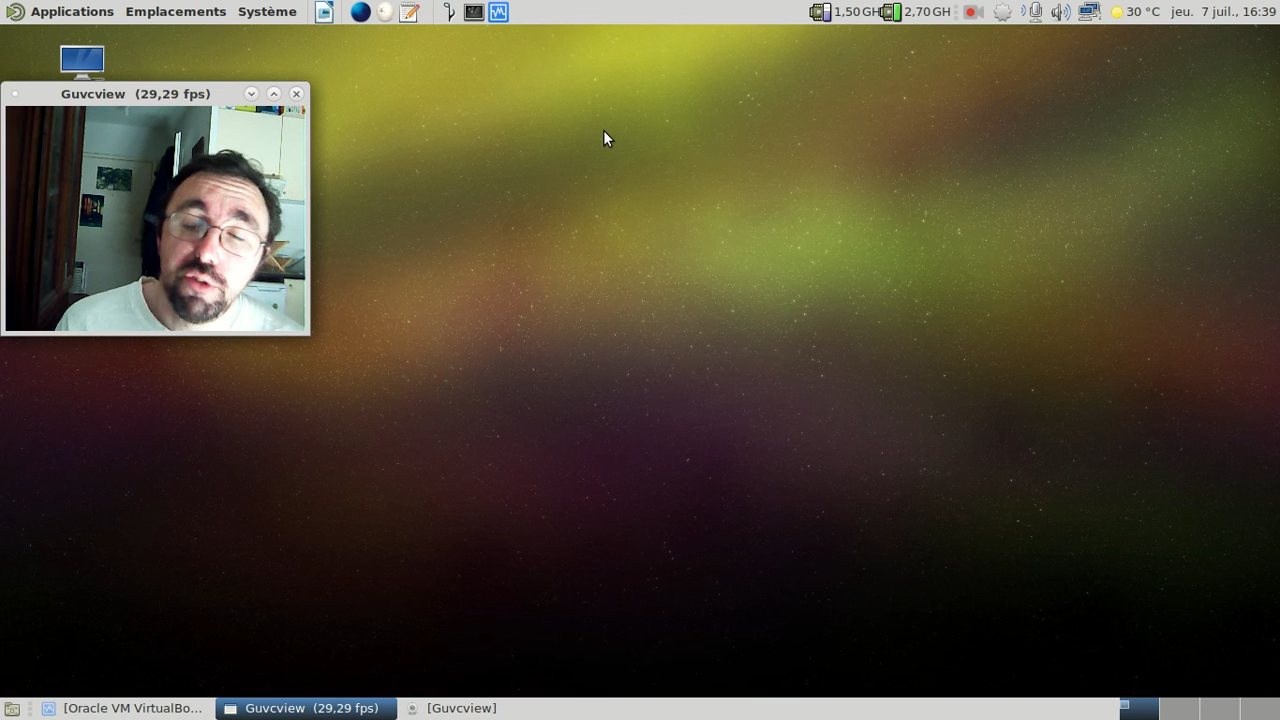 Applications Emplacements Système 1,50 GH 2,70 GH 30 °C jeu. 7 juil., 16:39
Guvcview (29,29 fps)
[Oracle VM VirtualBo... Guvcview (29,29 fps) [Guvcview]